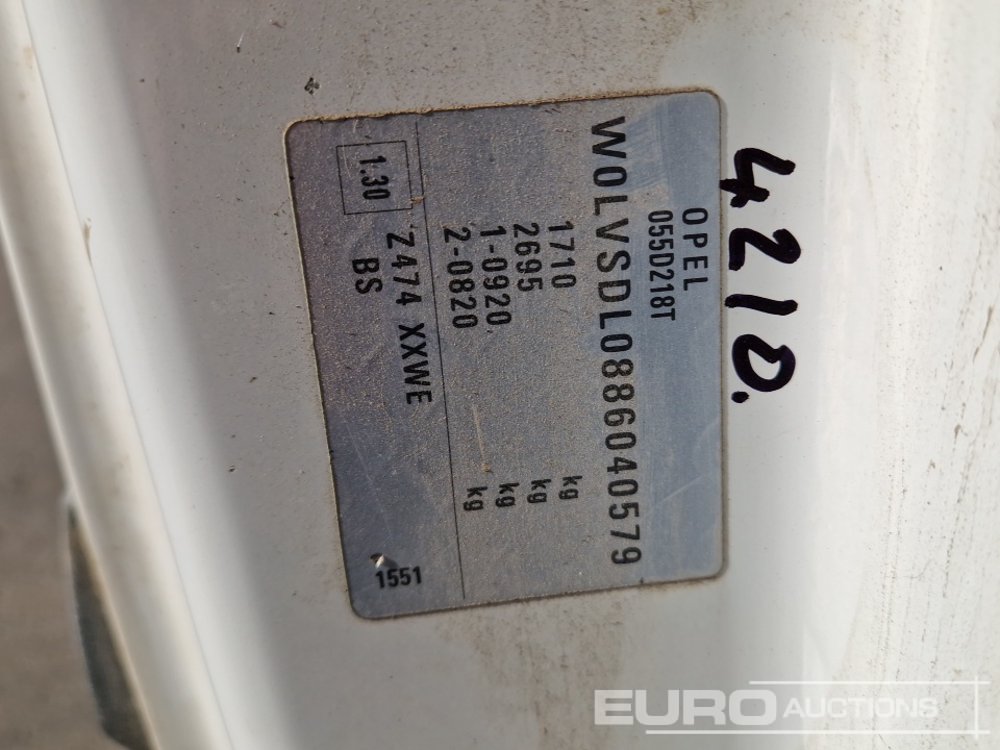 4210.
OPEL
055D218T
W0LVSDL0886040579
1710 kg
2695 kg
1-0920 kg
2-0820 kg
1.30 Z474 XXWE
BS
1551
EURO AUCTIONS